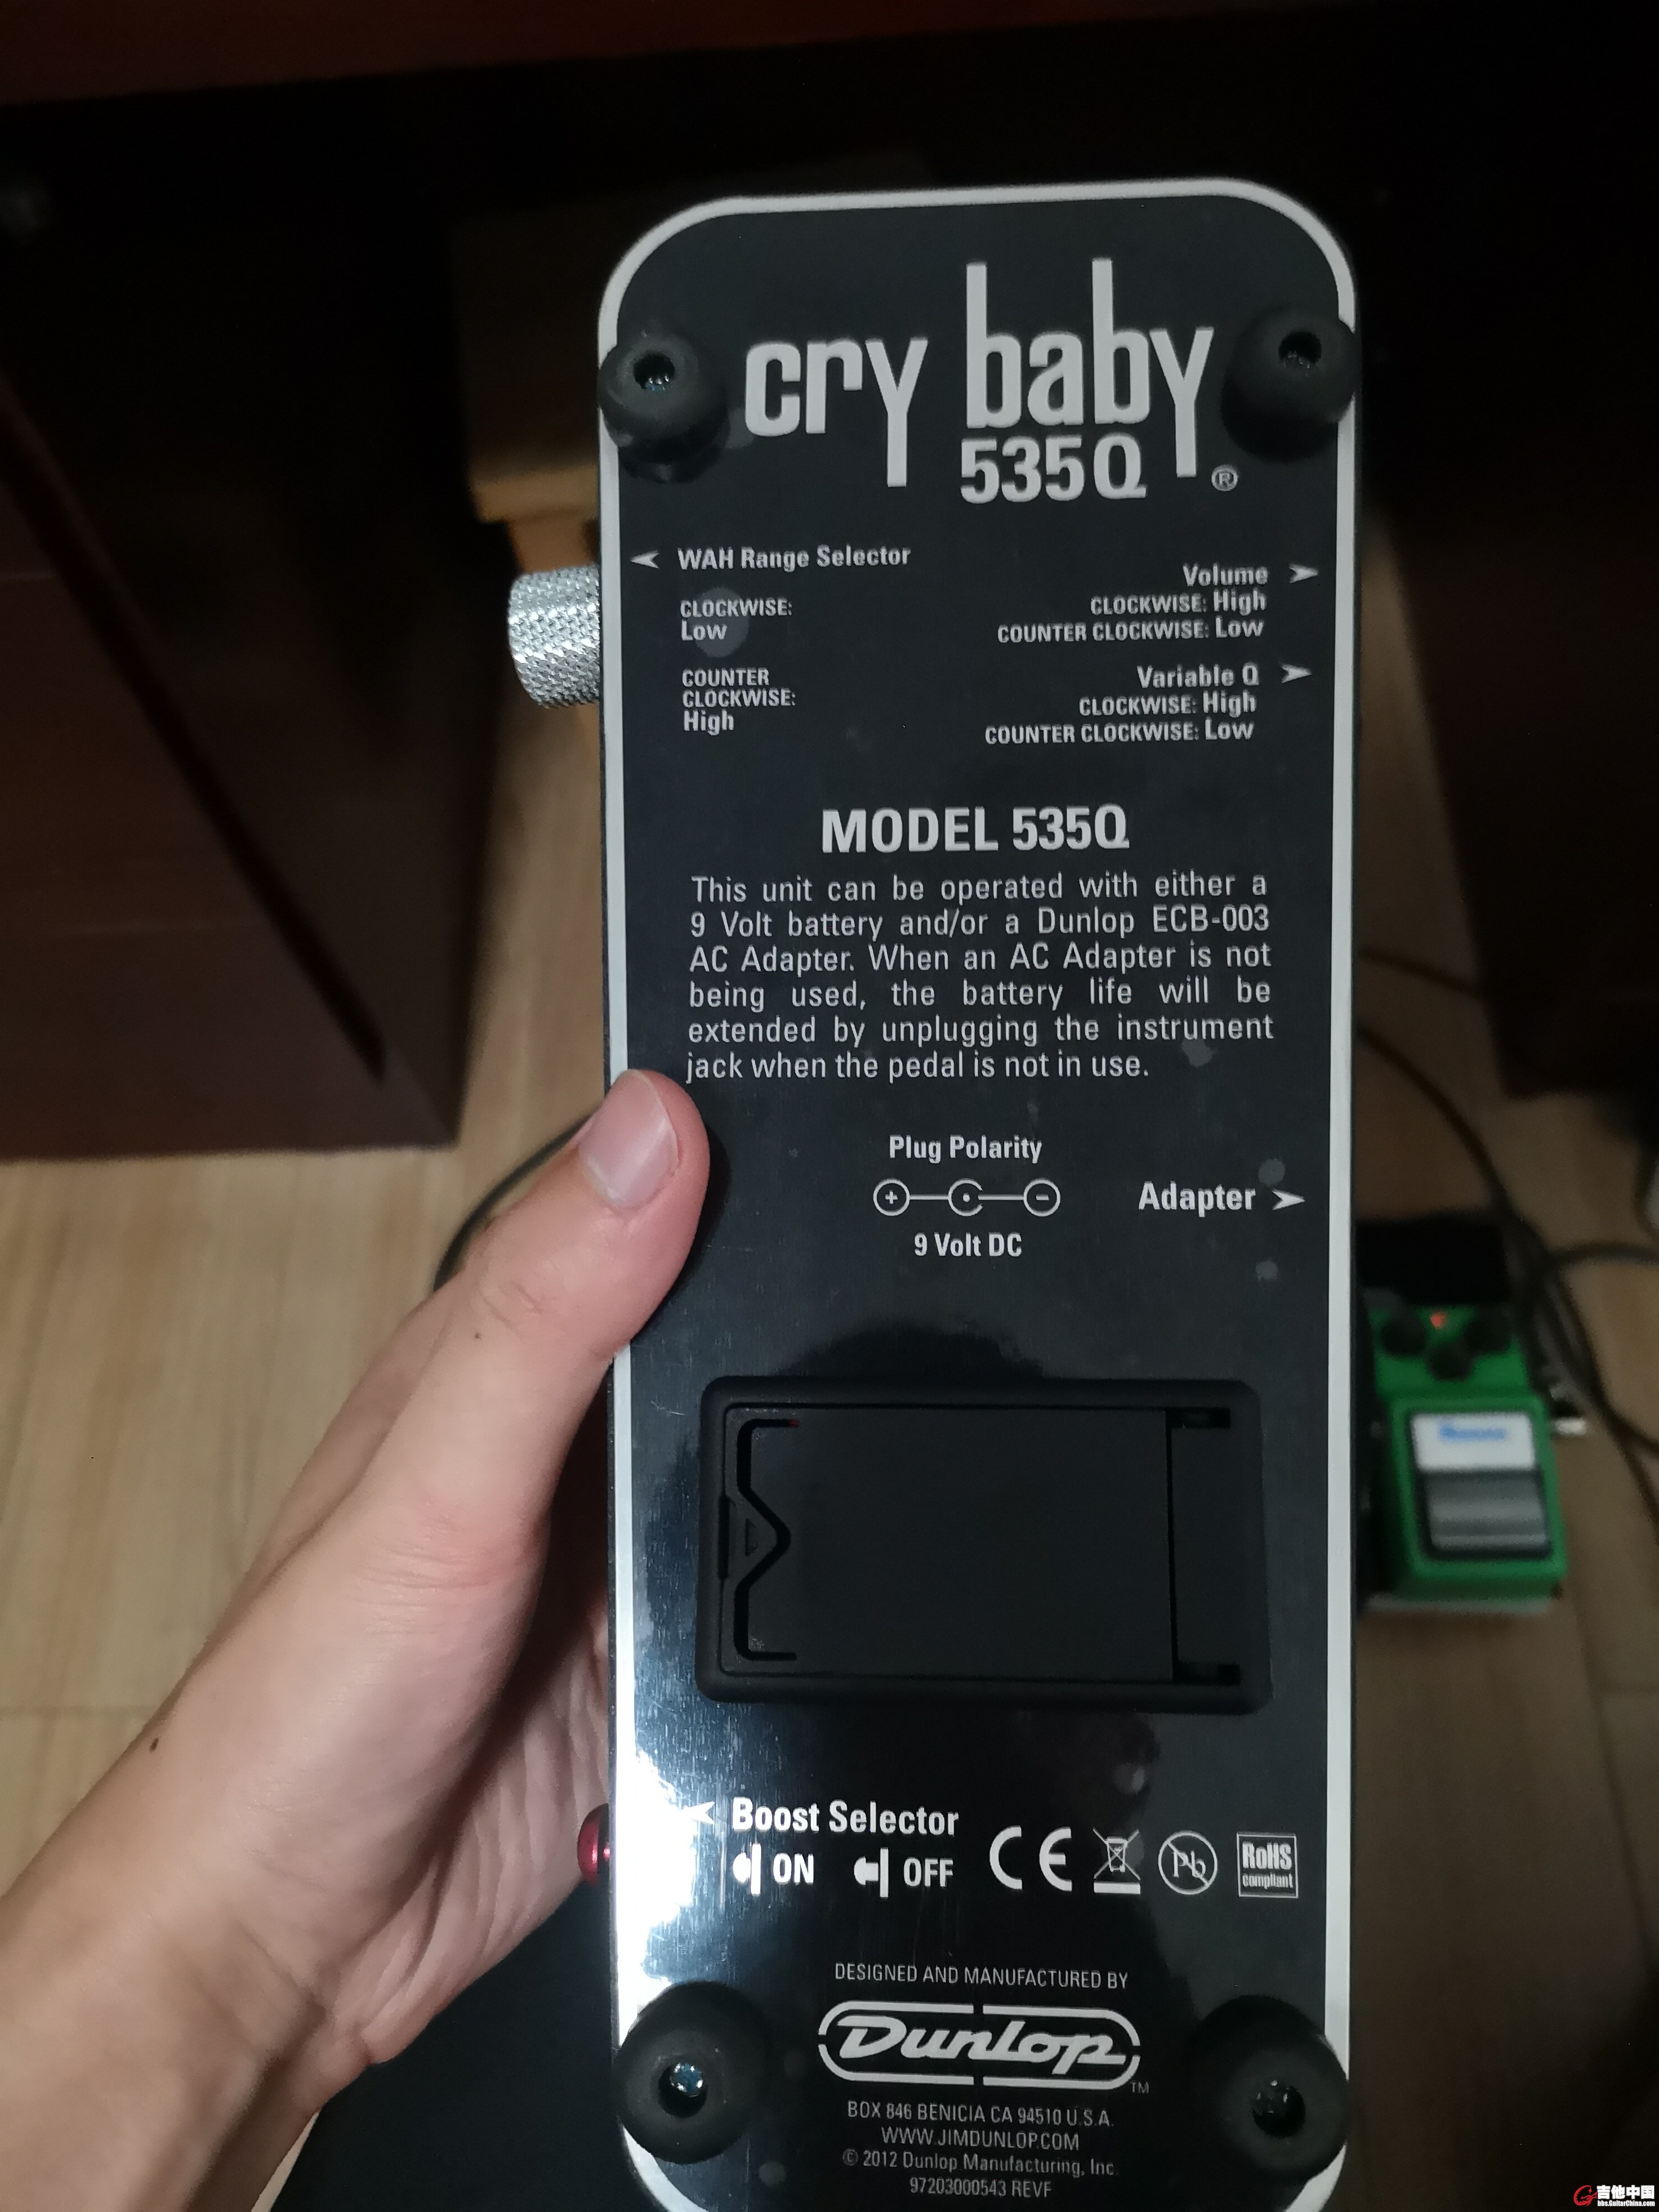 cry baby
535Q
®
WAH Range Selector
CLOCKWISE:
Low
COUNTER
CLOCKWISE:
High
Volume
CLOCKWISE: High
COUNTER CLOCKWISE: Low
Variable Q
CLOCKWISE: High
COUNTER CLOCKWISE: Low
MODEL 535Q
This unit can be operated with either a
9 Volt battery and/or a Dunlop ECB-003
AC Adapter. When an AC Adapter is not
being used, the battery life will be
extended by unplugging the instrument
jack when the pedal is not in use.
Plug Polarity
+ -
9 Volt DC
Adapter
Boost Selector
ON OFF
CE
Pb
RoHS
compliant
DESIGNED AND MANUFACTURED BY
DUNLOP
TM
BOX 846 BENICIA CA 94510 U.S.A.
WWW.JIMDUNLOP.COM
© 2012 Dunlop Manufacturing, Inc.
97203000543 REVF
吉他中国
bbs.GuitarChina.com